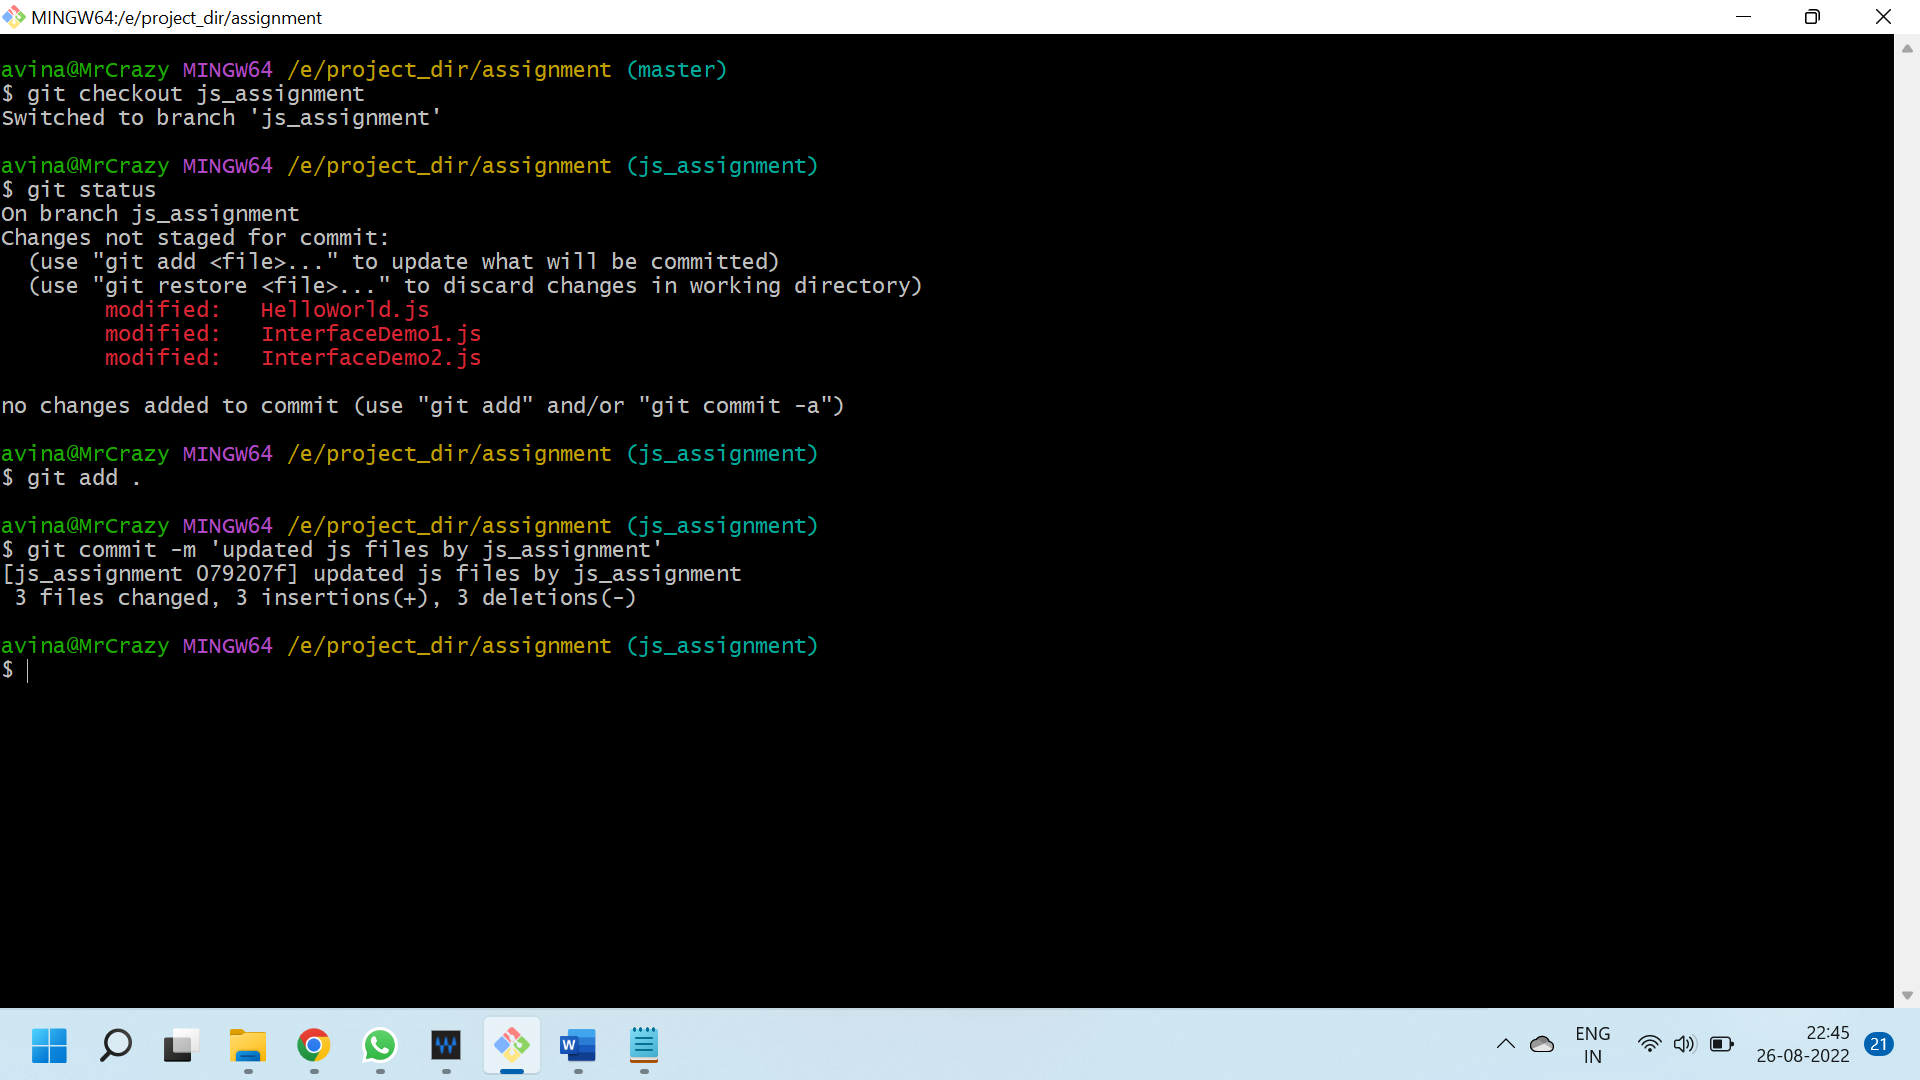 MINGW64:/e/project_dir/assignment
avina@MrCrazy MINGW64 /e/project_dir/assignment (master)
$ git checkout js_assignment
Switched to branch 'js_assignment'
avina@MrCrazy MINGW64 /e/project_dir/assignment (js_assignment)
$ git status
On branch js_assignment
Changes not staged for commit:
  (use "git add <file>..." to update what will be committed)
  (use "git restore <file>..." to discard changes in working directory)
        modified:   HelloWorld.js
        modified:   InterfaceDemo1.js
        modified:   InterfaceDemo2.js
no changes added to commit (use "git add" and/or "git commit -a")
avina@MrCrazy MINGW64 /e/project_dir/assignment (js_assignment)
$ git add .
avina@MrCrazy MINGW64 /e/project_dir/assignment (js_assignment)
$ git commit -m 'updated js files by js_assignment'
[js_assignment 079207f] updated js files by js_assignment
 3 files changed, 3 insertions(+), 3 deletions(-)
avina@MrCrazy MINGW64 /e/project_dir/assignment (js_assignment)
$
W
ENG
IN
22:45
26-08-2022
21